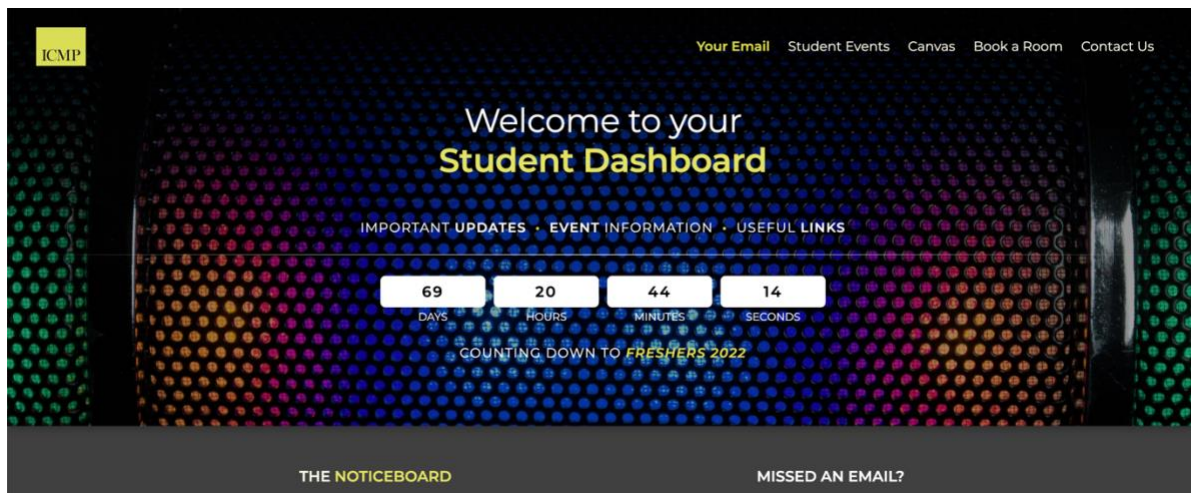 ICMP
Your Email Student Events Canvas Book a Room Contact Us
Welcome to your
Student Dashboard
IMPORTANT UPDATES • EVENT INFORMATION • USEFUL LINKS
69 20 44 14
DAYS HOURS MINUTES SECONDS
COUNTING DOWN TO FRESHERS 2022
THE NOTICEBOARD MISSED AN EMAIL?